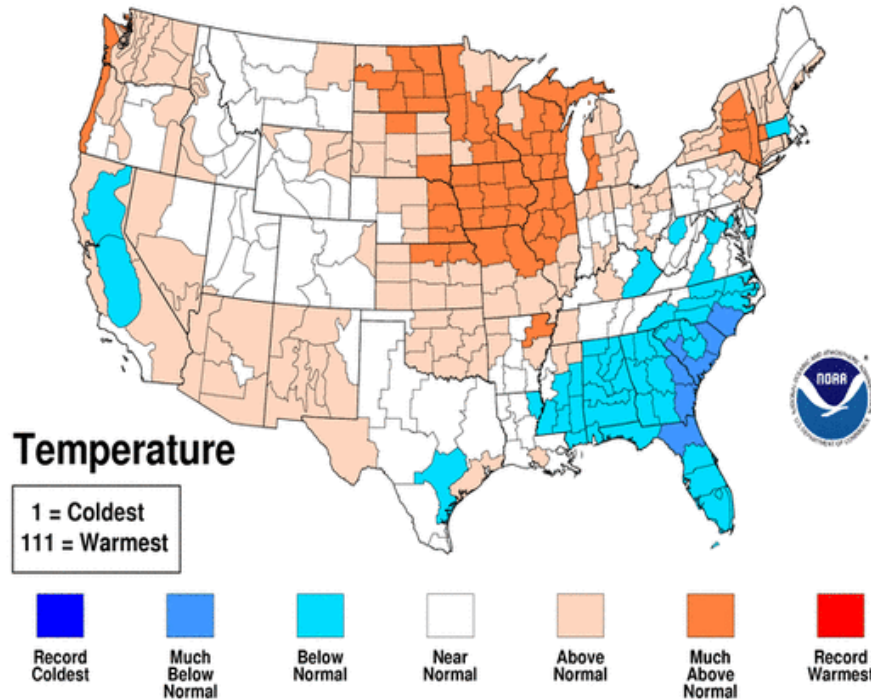 NOAA
Temperature
1 = Coldest
111 = Warmest
Record
Coldest
Much
Below
Normal
Below
Normal
Near
Normal
Above
Normal
Much
Above
Normal
Record
Warmest